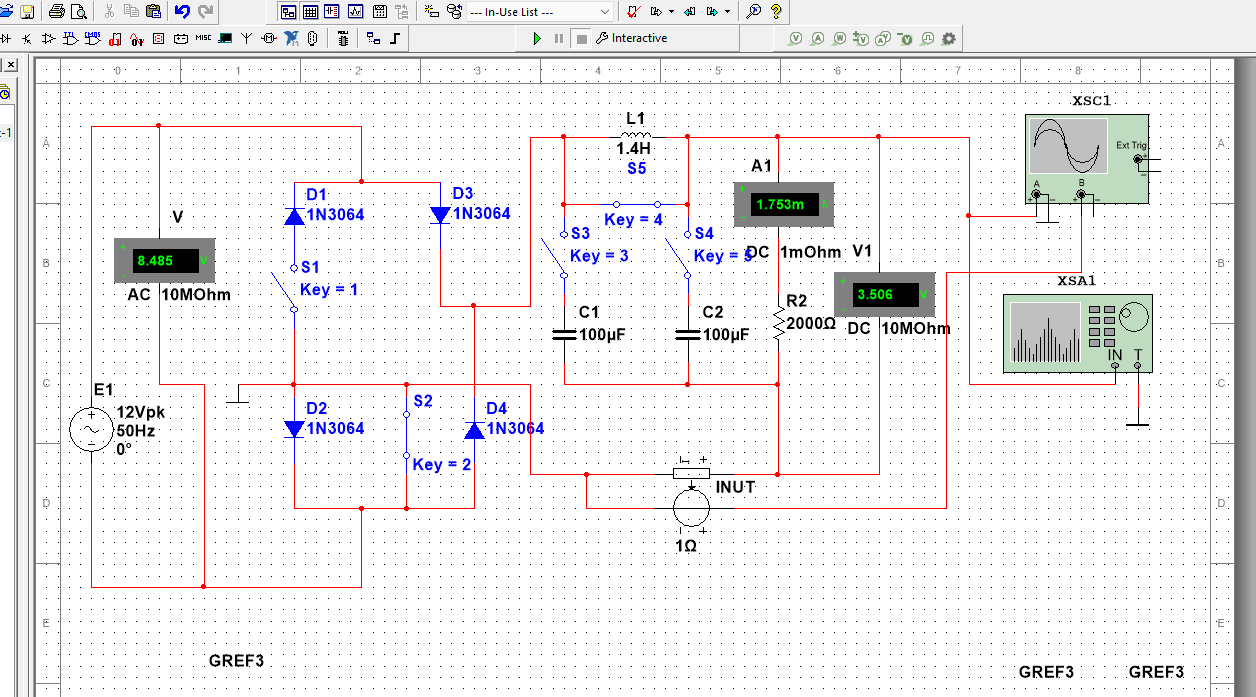 --- In-Use List ---
MISC
Interactive
0 1 2 3 4 5 6 7 8
XSC1
L1
A
A
1.4H
Ext Trig
S5
A1
A B
D1
D3
1N3064
1N3064
1.753m A
V
Key = 4
S3
S4
B
B
8.485 V
Key = 3
Key = 5
DC 1mOhm
V1
S1
AC 10MOhm
Key = 1
XSA1
3.506 V
C1
C2
R2
100µF
100µF
2000Ω
DC 10MOhm
IN T
C
C
E1
12Vpk
50Hz
0°
D2
1N3064
S2
D4
1N3064
Key = 2
INUT
D
D
1Ω
E
E
GREF3
GREF3
GREF3